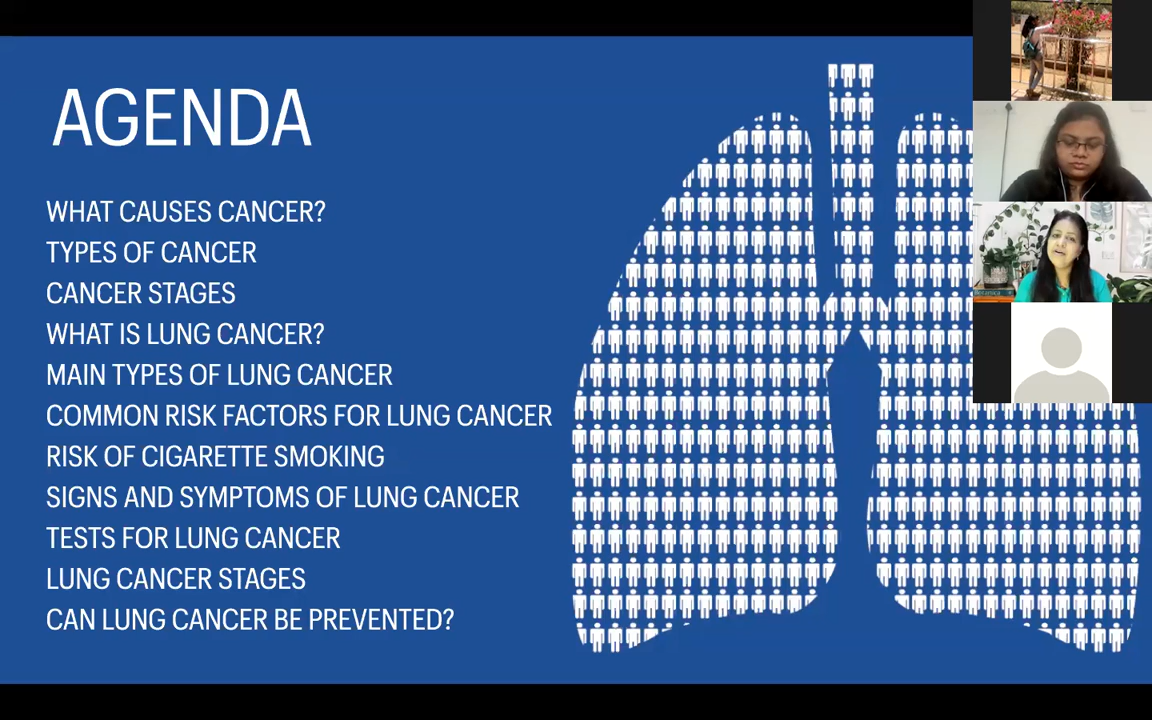 AGENDA
WHAT CAUSES CANCER?
TYPES OF CANCER
CANCER STAGES
WHAT IS LUNG CANCER?
MAIN TYPES OF LUNG CANCER
COMMON RISK FACTORS FOR LUNG CANCER
RISK OF CIGARETTE SMOKING
SIGNS AND SYMPTOMS OF LUNG CANCER
TESTS FOR LUNG CANCER
LUNG CANCER STAGES
CAN LUNG CANCER BE PREVENTED?